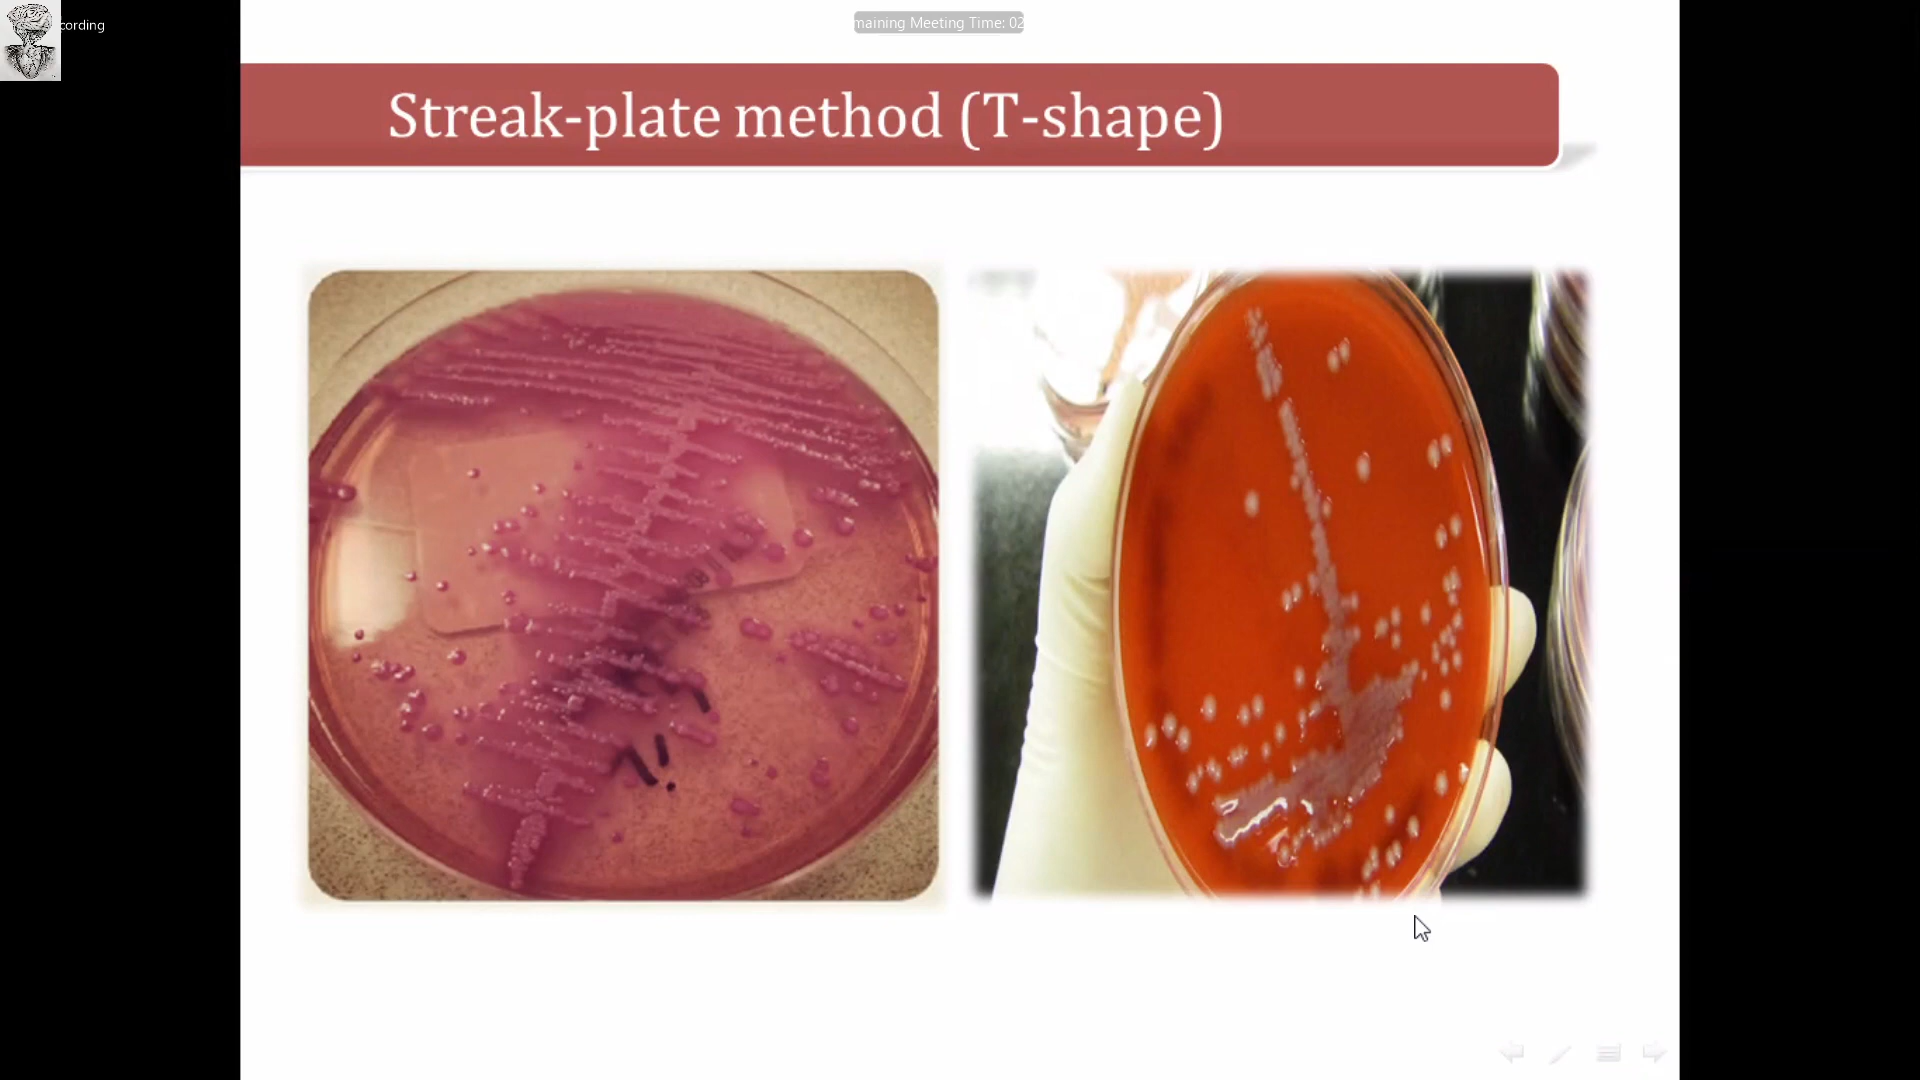 cording
maining Meeting Time: 02
Streak-plate method (T-shape)